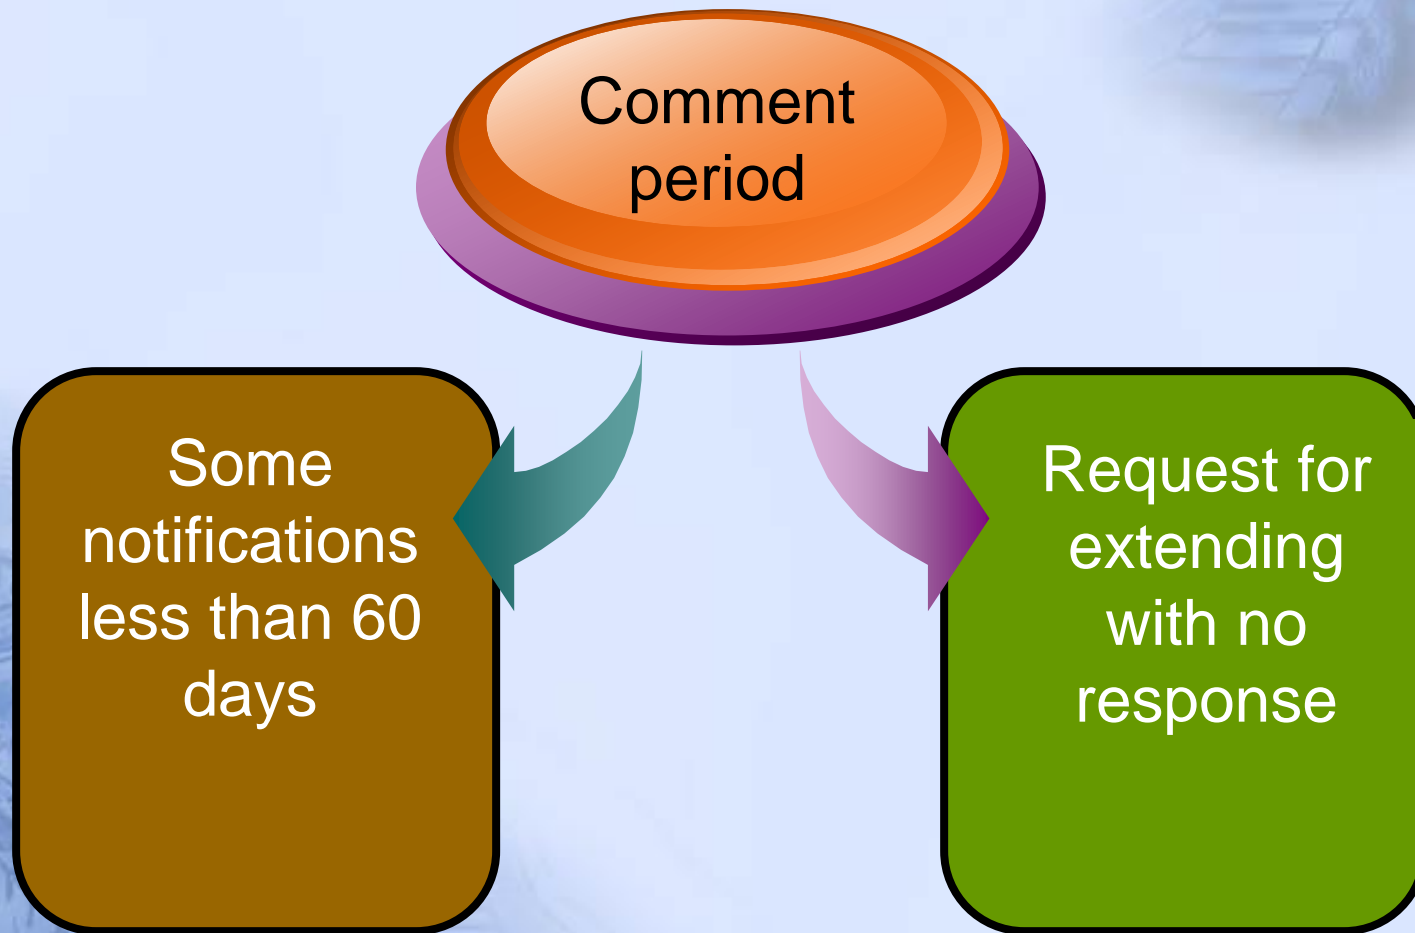 Comment
period
Some
notifications
less than 60
days
Request for
extending
with no
response